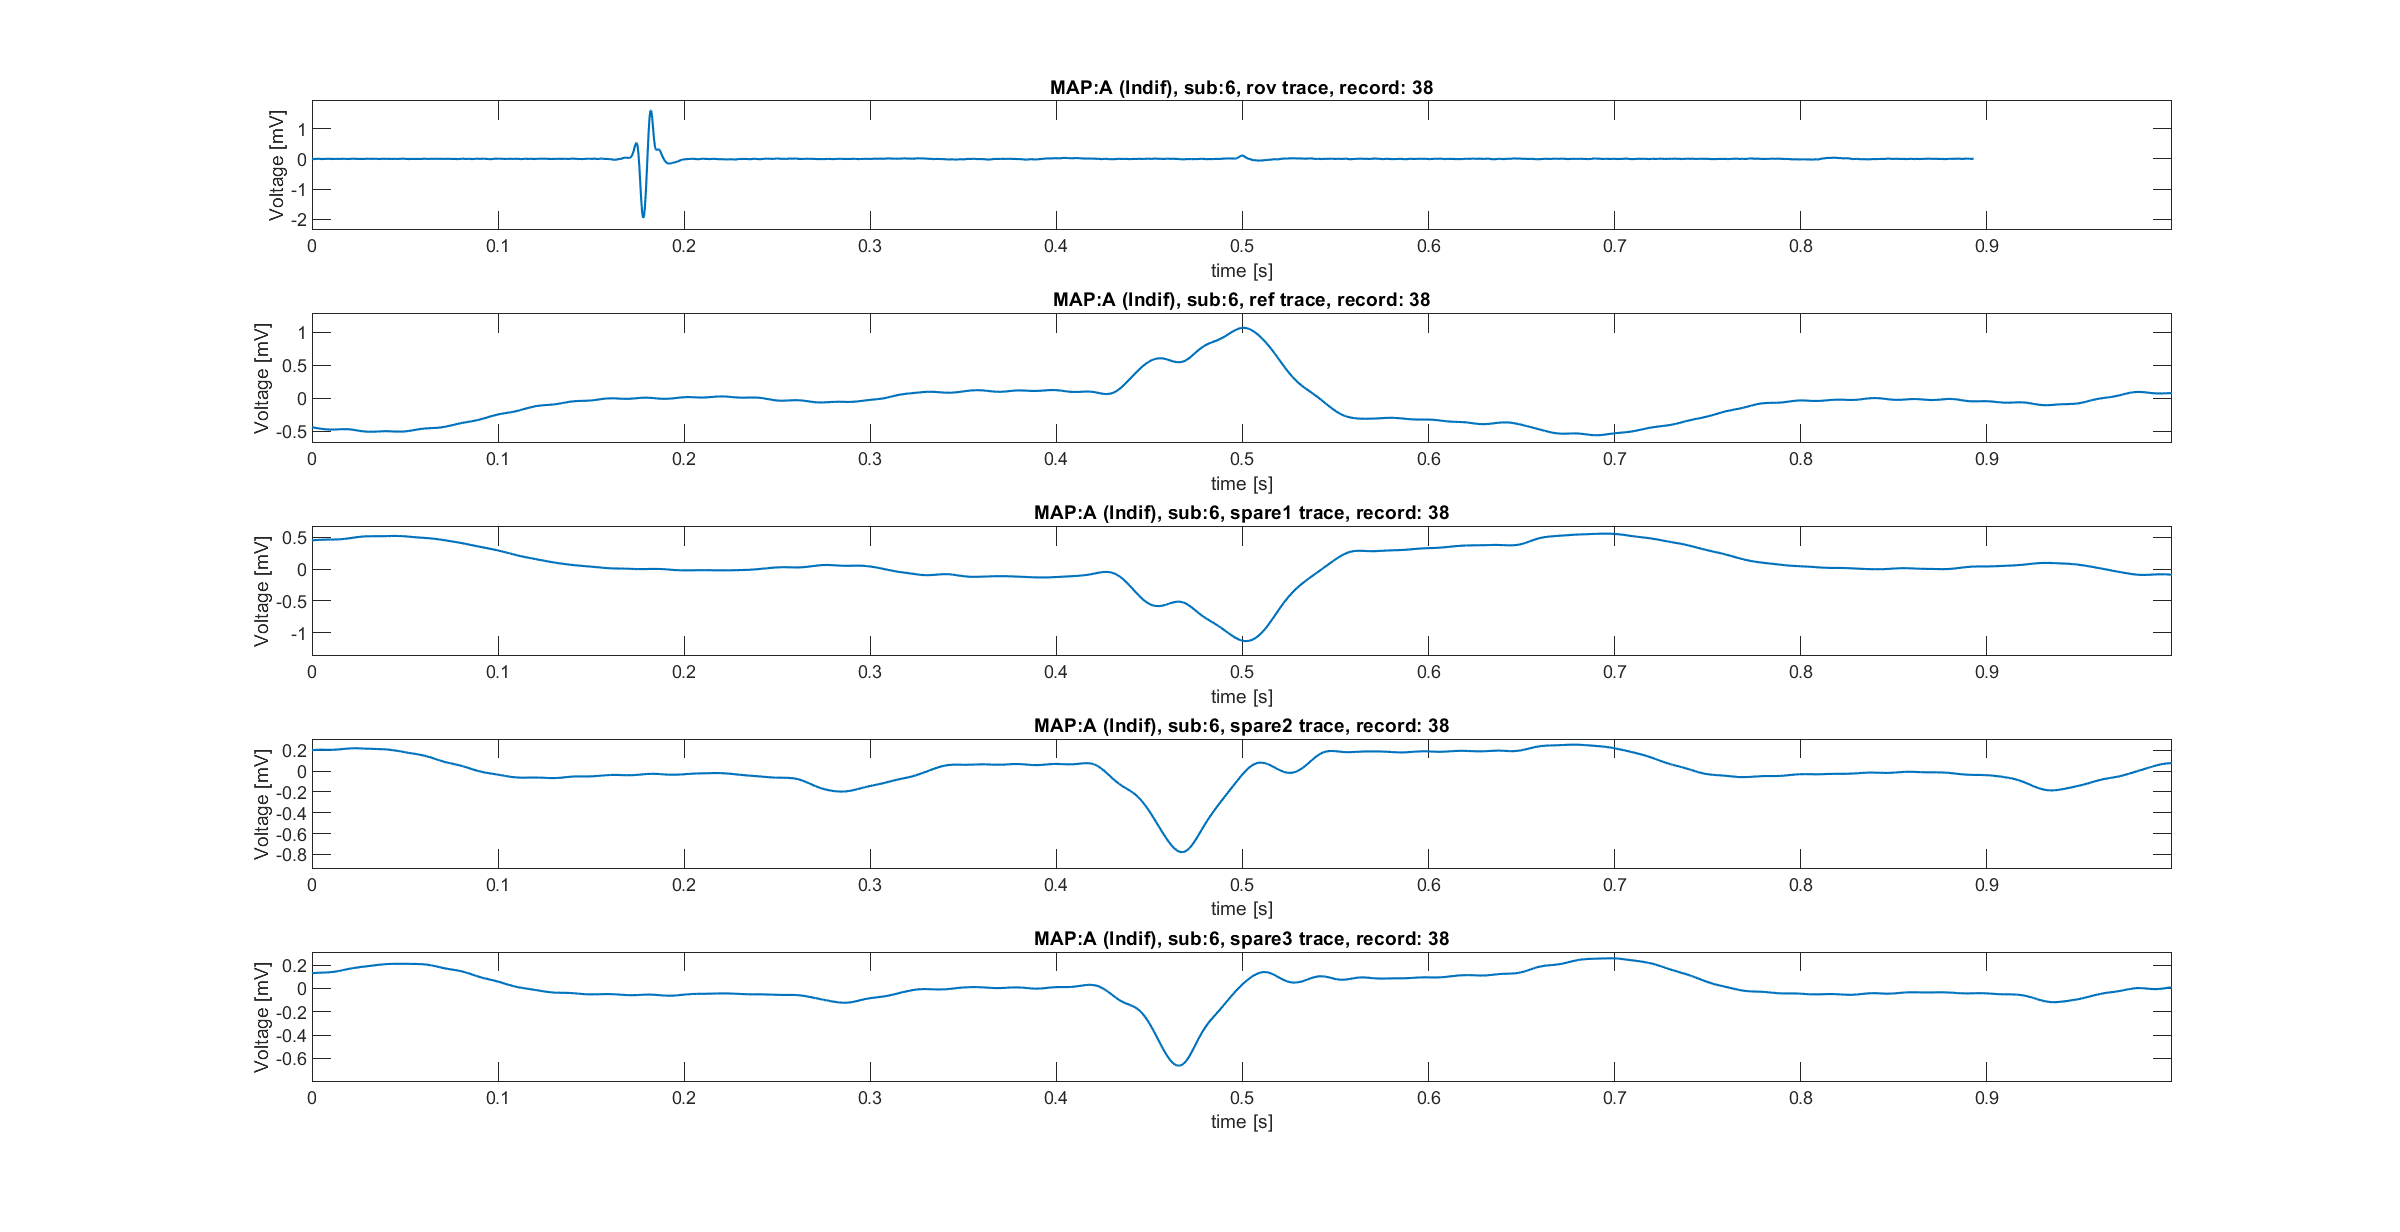 MAP:A (Indif), sub:6, rov trace, record: 38
Voltage [mV]
1
0
-1
-2
0 0.1 0.2 0.3 0.4 0.5 0.6 0.7 0.8 0.9
time [s]
MAP:A (Indif), sub:6, ref trace, record: 38
Voltage [mV]
1
0.5
0
-0.5
0 0.1 0.2 0.3 0.4 0.5 0.6 0.7 0.8 0.9
time [s]
MAP:A (Indif), sub:6, spare1 trace, record: 38
Voltage [mV]
0.5
0
-0.5
-1
0 0.1 0.2 0.3 0.4 0.5 0.6 0.7 0.8 0.9
time [s]
MAP:A (Indif), sub:6, spare2 trace, record: 38
Voltage [mV]
0.2
0
-0.2
-0.4
-0.6
-0.8
0 0.1 0.2 0.3 0.4 0.5 0.6 0.7 0.8 0.9
time [s]
MAP:A (Indif), sub:6, spare3 trace, record: 38
Voltage [mV]
0.2
0
-0.2
-0.4
-0.6
0 0.1 0.2 0.3 0.4 0.5 0.6 0.7 0.8 0.9
time [s]